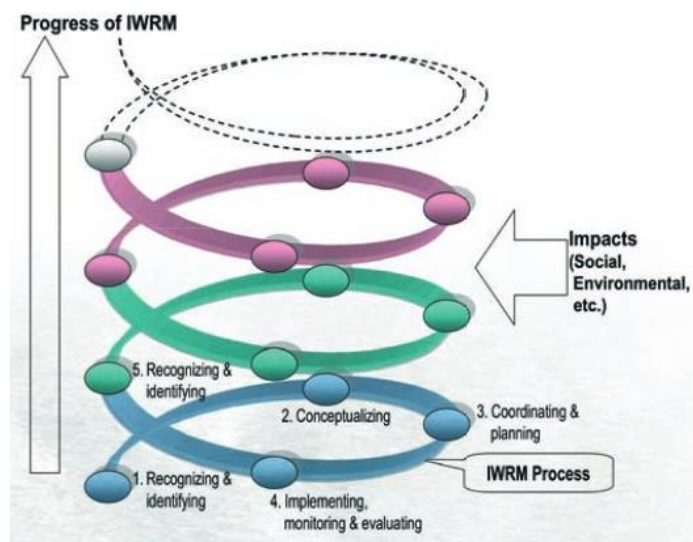 Progress of IWRM
Impacts
(Social,
Environmental,
etc.)
5. Recognizing &
identifying
2. Conceptualizing
3. Coordinating &
planning
1. Recognizing &
identifying
4. Implementing,
monitoring & evaluating
IWRM Process